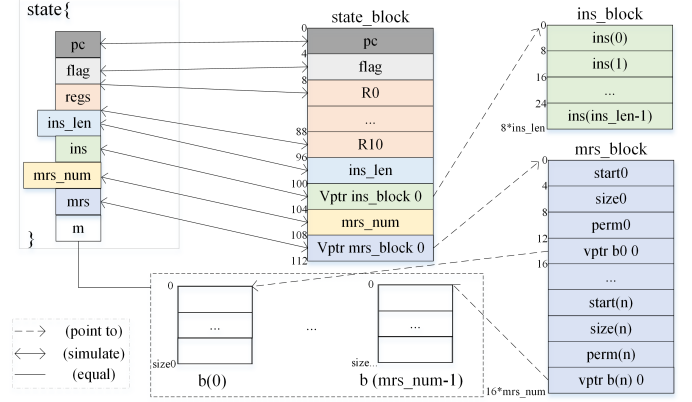 state{
pc
flag
regs
ins_len
ins
mrs_num
mrs
m
}
state_block
0
pc
4
flag
8
R0
...
88
R10
96
ins_len
100
Vptr ins_block 0
104
mrs_num
108
Vptr mrs_block 0
112
ins_block
0
ins(0)
8
ins(1)
16
...
24
ins(ins_len-1)
8*ins_len
mrs_block
0
start0
4
size0
8
perm0
12
vptr b0 0
16
...
start(n)
size(n)
perm(n)
vptr b(n) 0
16*mrs_num
0
...
size0
b(0)
...
0
...
size...
b (mrs_num-1)
(point to)
(simulate)
(equal)